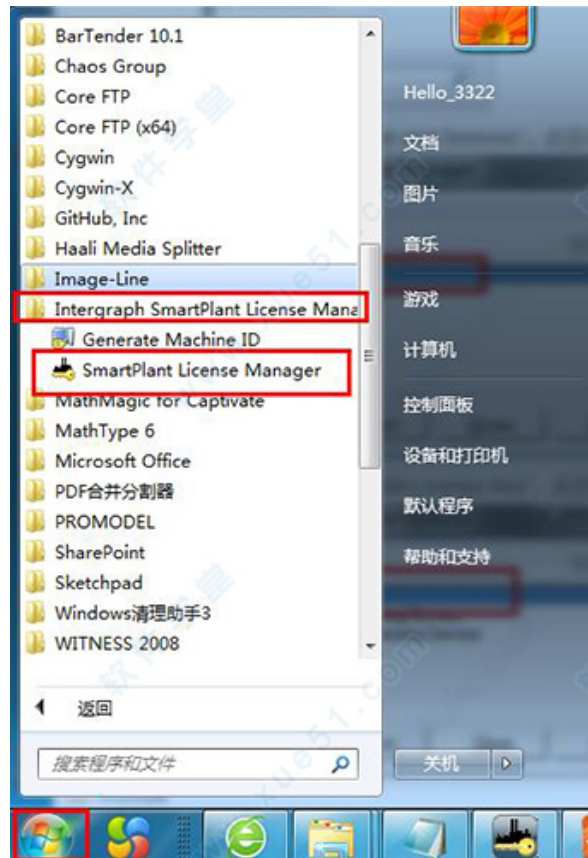 BarTender 10.1
Chaos Group
Core FTP
Core FTP (x64)
Cygwin
Cygwin-X
GitHub, Inc
Haali Media Splitter
Image-Line
Intergraph SmartPlant License Mana
Generate Machine ID
SmartPlant License Manager
MathMagic for Captivate
MathType 6
Microsoft Office
PDF合并分割器
PROMODEL
SharePoint
Sketchpad
Windows清理助手3
WITNESS 2008
返回
搜索程序和文件
Hello_3322
文档
图片
音乐
游戏
计算机
控制面板
设备和打印机
默认程序
帮助和支持
关机